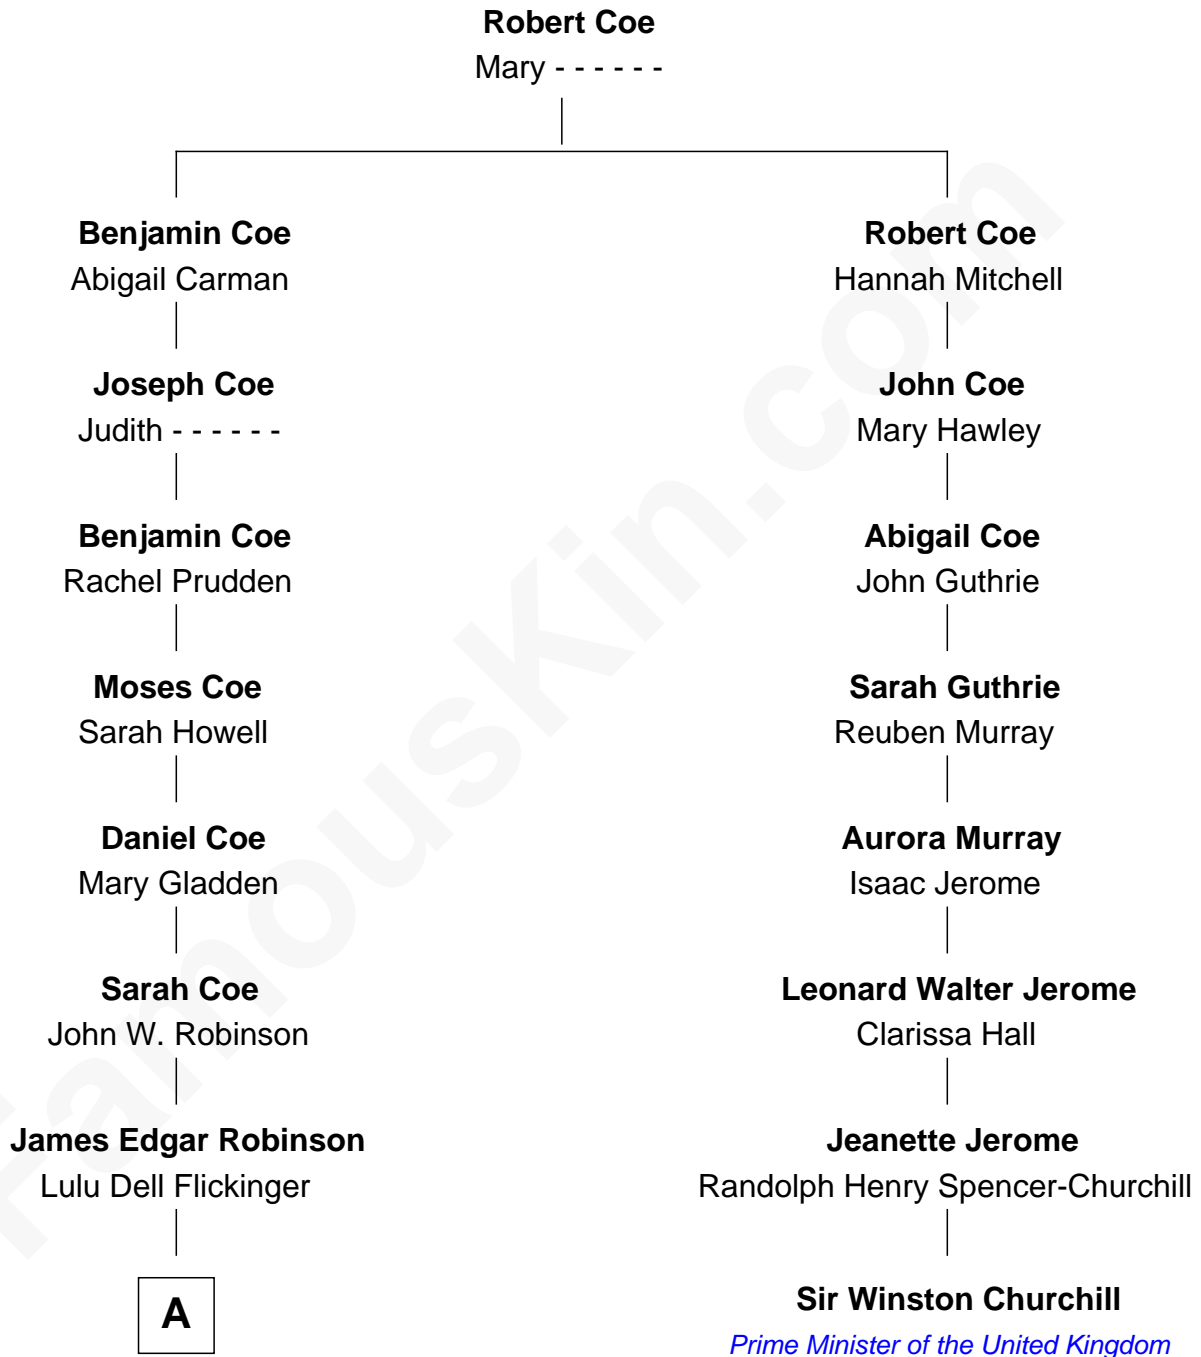 Robert Coe
Mary - - - - - -
Benjamin Coe
Abigail Carman
Joseph Coe
Judith - - - - - -
Benjamin Coe
Rachel Prudden
Moses Coe
Sarah Howell
Daniel Coe
Mary Gladden
Sarah Coe
John W. Robinson
James Edgar Robinson
Lulu Dell Flickinger
A
Robert Coe
Hannah Mitchell
John Coe
Mary Hawley
Abigail Coe
John Guthrie
Sarah Guthrie
Reuben Murray
Aurora Murray
Isaac Jerome
Leonard Walter Jerome
Clarissa Hall
Jeanette Jerome
Randolph Henry Spencer-Churchill
Sir Winston Churchill
Prime Minister of the United Kingdom
FamousKin.com